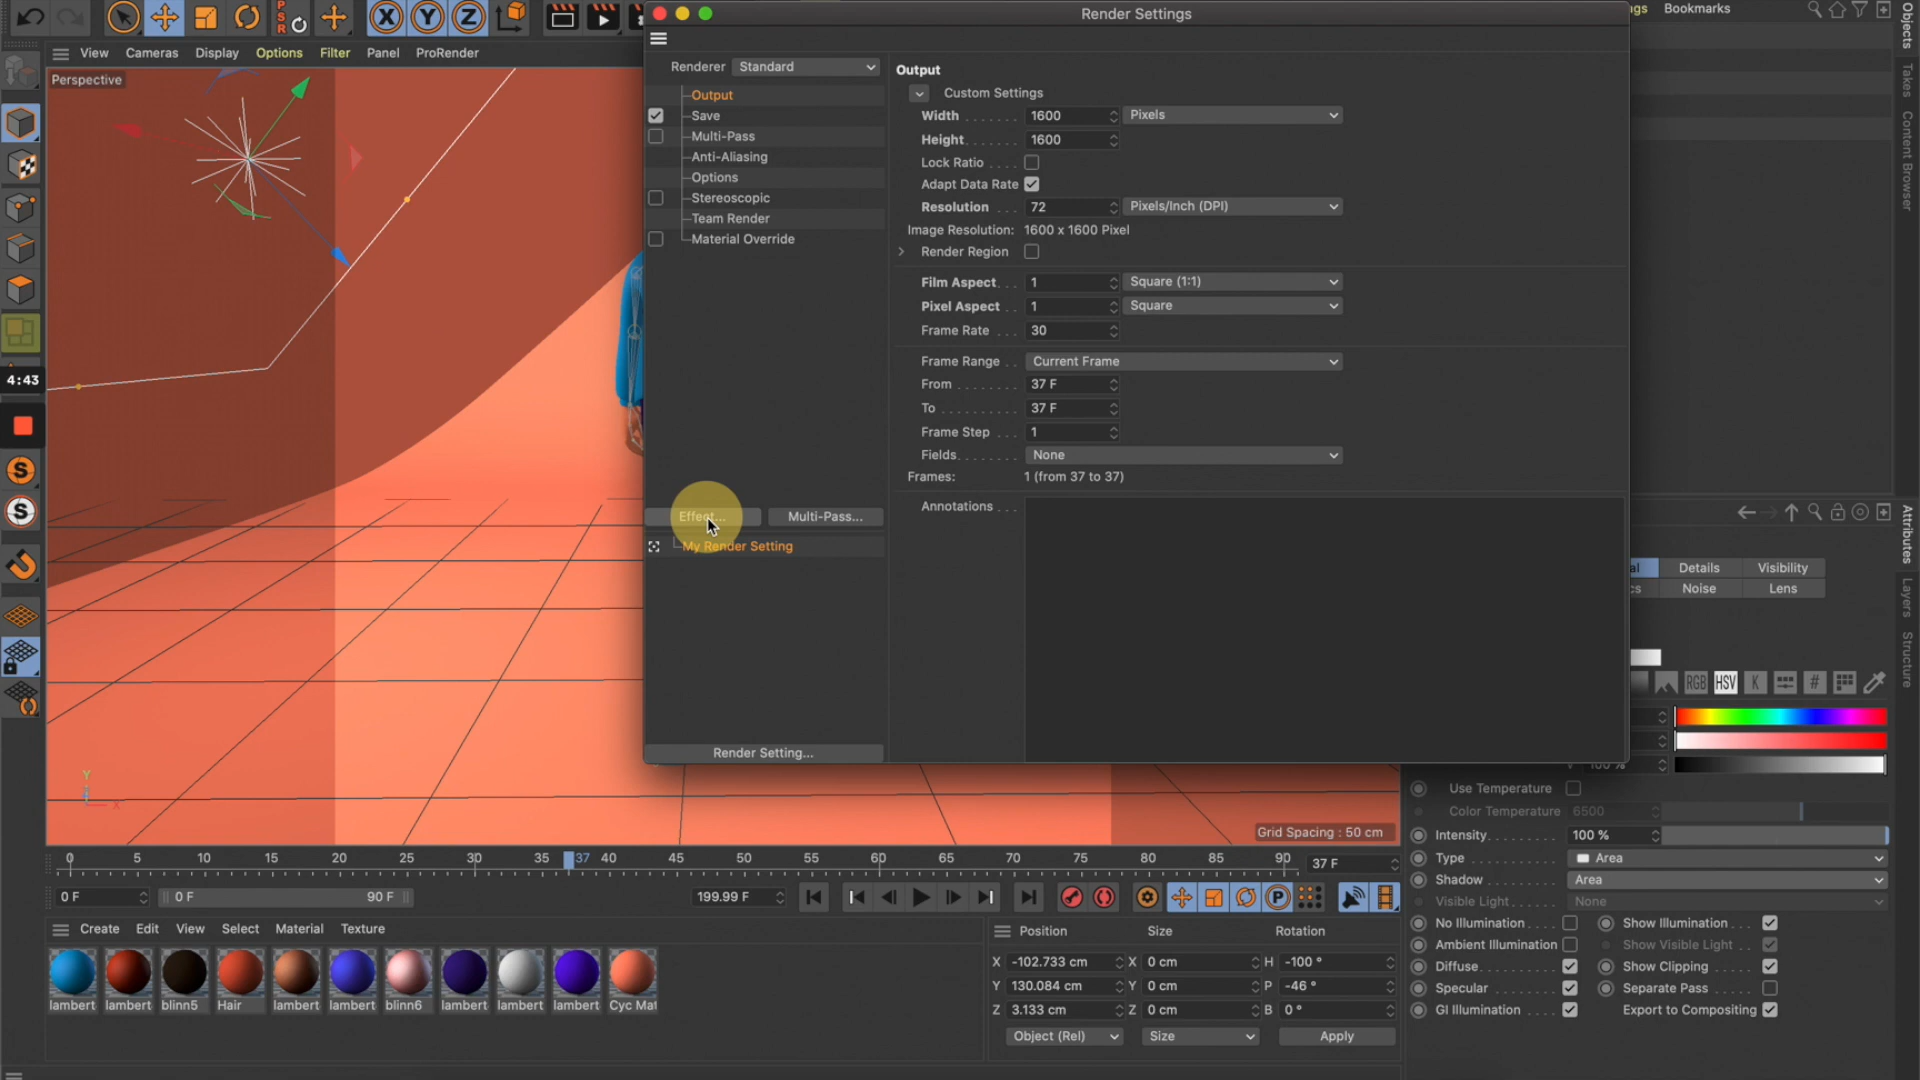 Render Settings
gs Bookmarks
View Cameras Display Options Filter Panel ProRender
Perspective
Renderer Standard
Output
Save
Multi-Pass
Anti-Aliasing
Options
Stereoscopic
Team Render
Material Override
Effect... Multi-Pass...
My Render Setting
Render Setting...
Output
Custom Settings
Width 1600 Pixels
Height 1600
Lock Ratio
Adapt Data Rate
Resolution 72 Pixels/Inch (DPI)
Image Resolution: 1600 x 1600 Pixel
Render Region
Film Aspect 1 Square (1:1)
Pixel Aspect 1 Square
Frame Rate 30
Frame Range Current Frame
From 37 F
To 37 F
Frame Step 1
Fields None
Frames: 1 (from 37 to 37)
Annotations
Objects
Takes
Content Browser
Attributes
Layers
Structure
PSR
X Y Z
4:43
S
S
al Details Visibility
cs Noise Lens
RGB HSV K #
V 100 %
Use Temperature
Color Temperature 6500
Intensity 100 %
Type Area
Shadow Area
Visible Light None
No Illumination Show Illumination
Ambient Illumination Show Visible Light
Diffuse Show Clipping
Specular Separate Pass
GI Illumination Export to Compositing
Y
X
Grid Spacing : 50 cm
0 5 10 15 20 25 30 35 37 40 45 50 55 60 65 70 75 80 85 90 37 F
0 F 0 F 90 F 199.99 F P
Create Edit View Select Material Texture
lambert lambert blinn5 Hair lambert lambert blinn6 lambert lambert lambert Cyc Mat
Position Size Rotation
X -102.733 cm X 0 cm H -100 °
Y 130.084 cm Y 0 cm P -46 °
Z 3.133 cm Z 0 cm B 0 °
Object (Rel) Size Apply